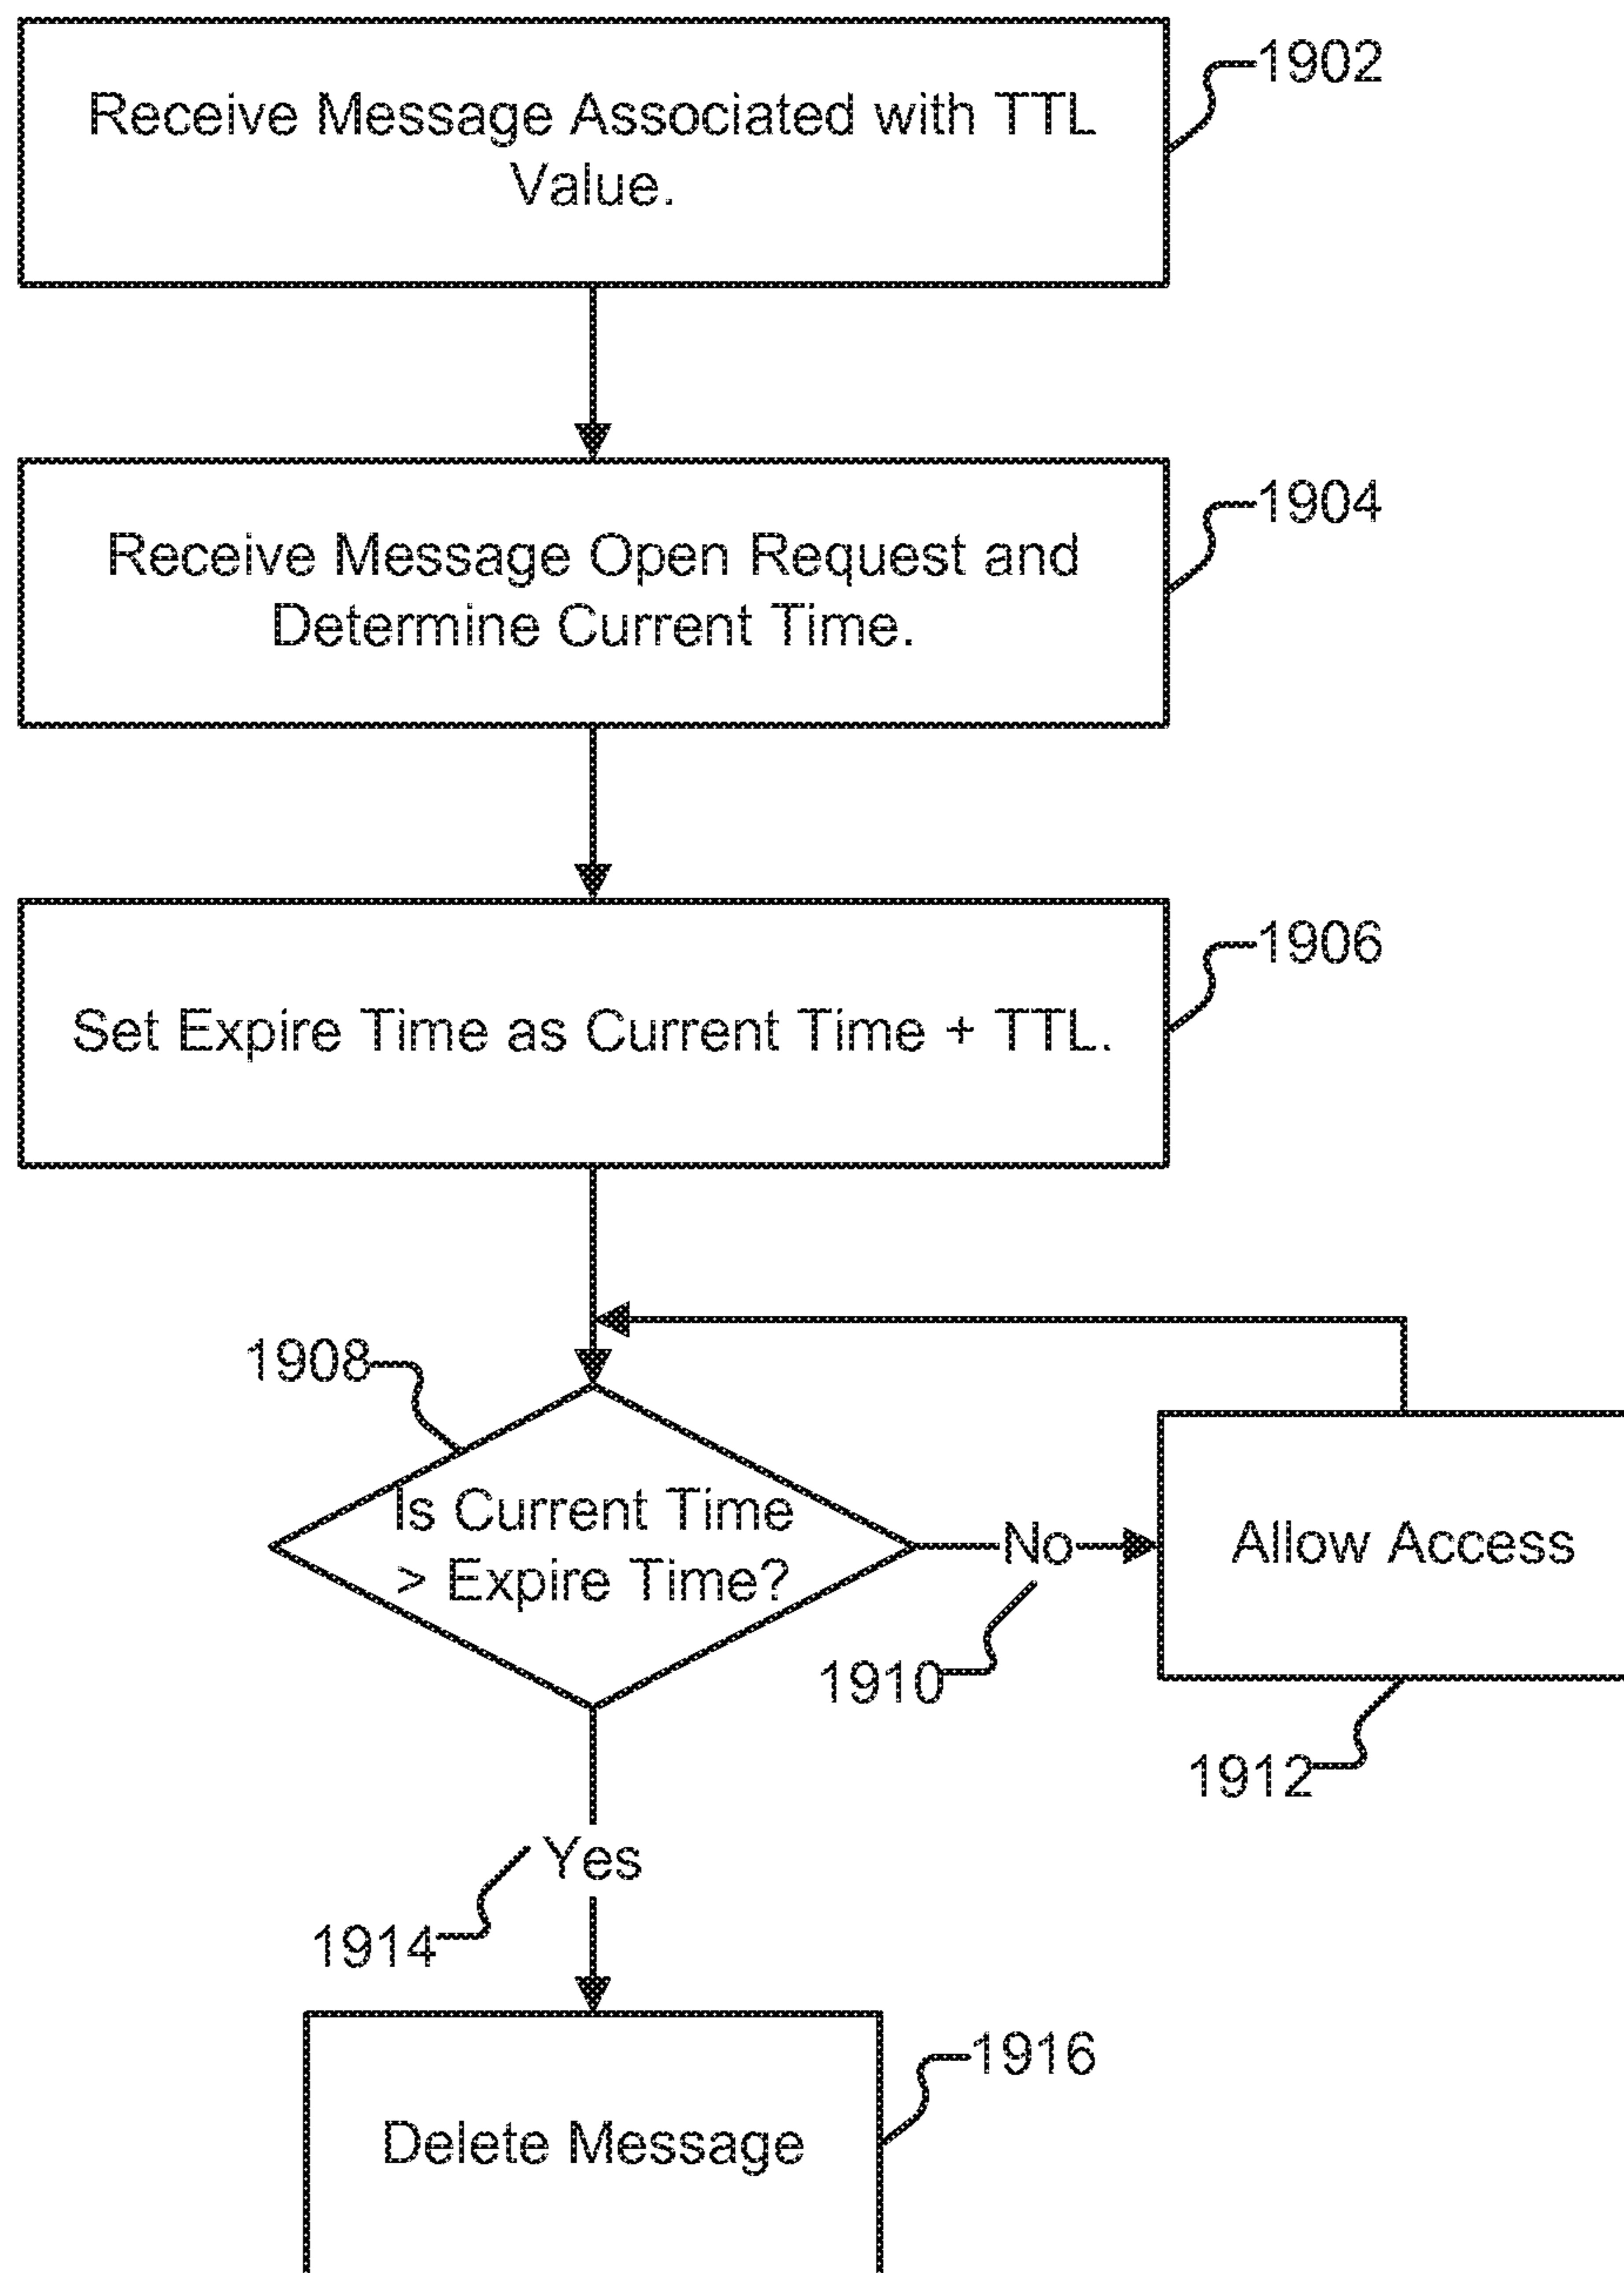 1902
Receive Message Associated with TTL
Value.
1904
Receive Message Open Request and
Determine Current Time.
1906
Set Expire Time as Current Time + TTL.
1908
Is Current Time
> Expire Time?
No
Allow Access
1910
1912
Yes
1914
1916
Delete Message